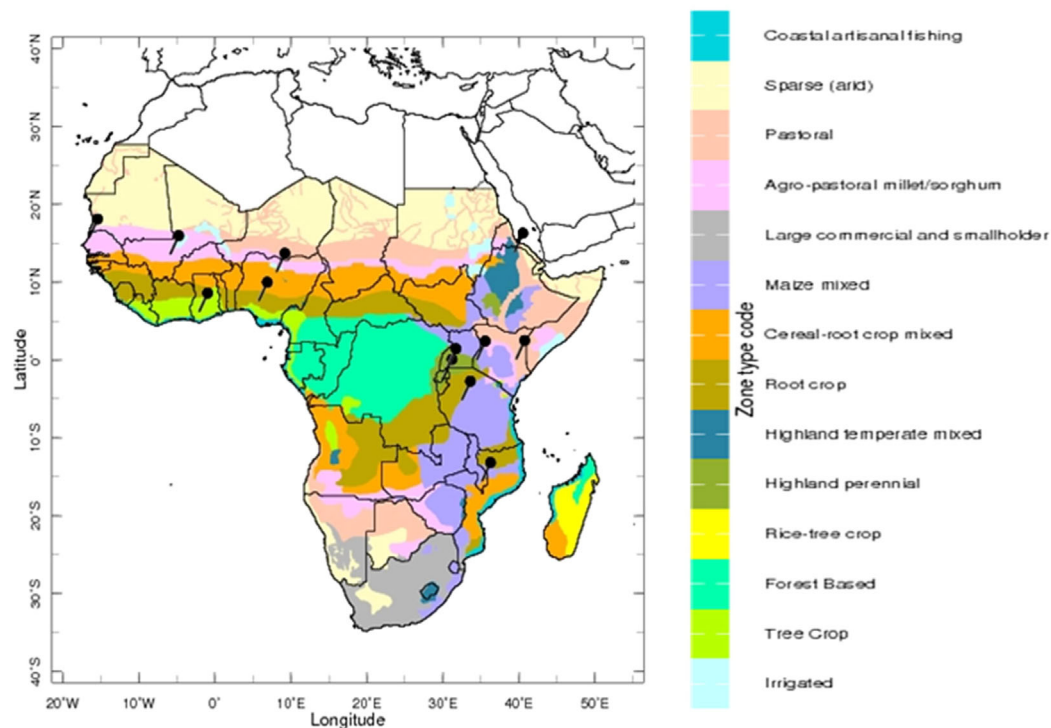 40°N
30°N
20°N
10°N
0°
10°S
20°S
30°S
40°S
Latitude
20°W
10°W
0°
10°E
20°E
30°E
40°E
50°E
Longitude
Zone type code
Coastal artisanal fishing
Sparse (arid)
Pastoral
Agro-pastoral millet/sorghum
Large commercial and smallholder
Maize mixed
Cereal-root crop mixed
Root crop
Highland temperate mixed
Highland perennial
Rice-tree crop
Forest Based
Tree Crop
Irrigated